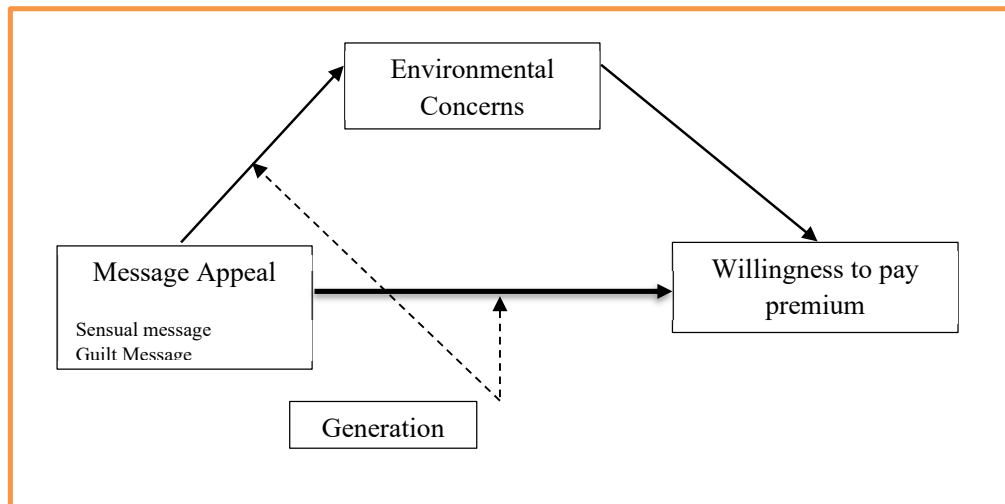 Environmental
Concerns
Message Appeal
Sensual message
Guilt Message
Willingness to pay
premium
Generation